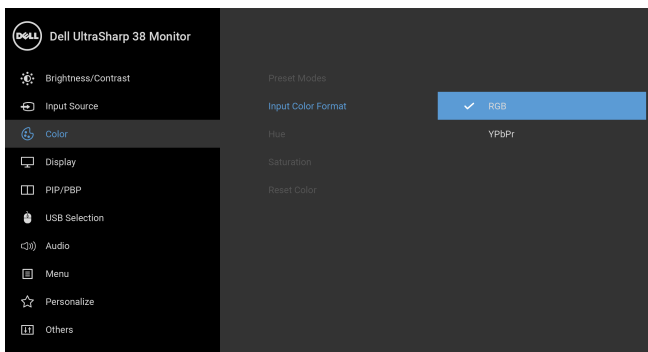 DELL Dell UltraSharp 38 Monitor
Brightness/Contrast Preset Modes
Input Source Input Color Format RGB
Color Hue YPbPr
Display Saturation
PIP/PBP Reset Color
USB Selection
Audio
Menu
Personalize
Others